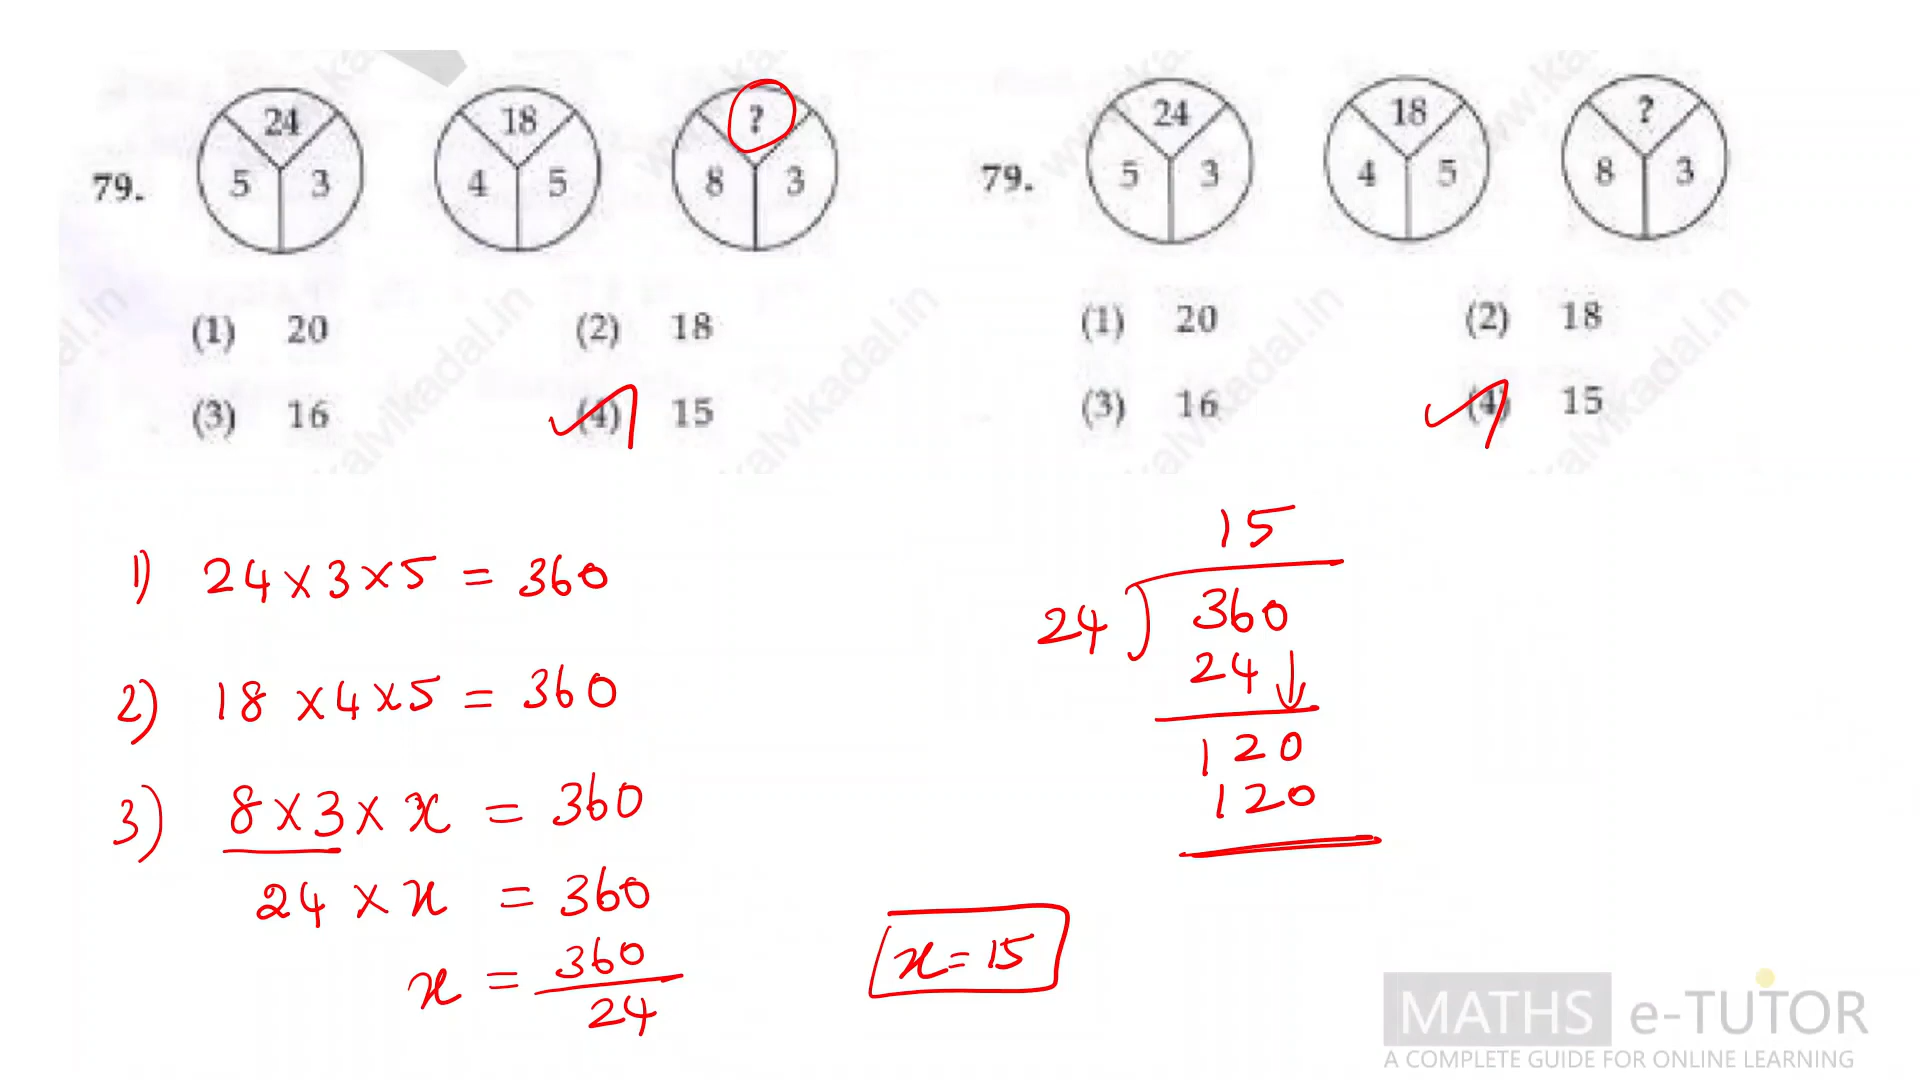 24 18 ? 24 18 ?
79. 5 3 4 5 8 3 79. 5 3 4 5 8 3
(1) 20 (2) 18 (1) 20 (2) 18
(3) 16 (4) 15 (3) 16 (4) 15
1) 24 × 3 × 5 = 360
2) 18 × 4 × 5 = 360
3) 8 × 3 × x = 360
24 × x = 360
x = 360
24
15
24 ) 360
24 ↓
120
120
x = 15
MATHS e-TUTOR
A COMPLETE GUIDE FOR ONLINE LEARNING